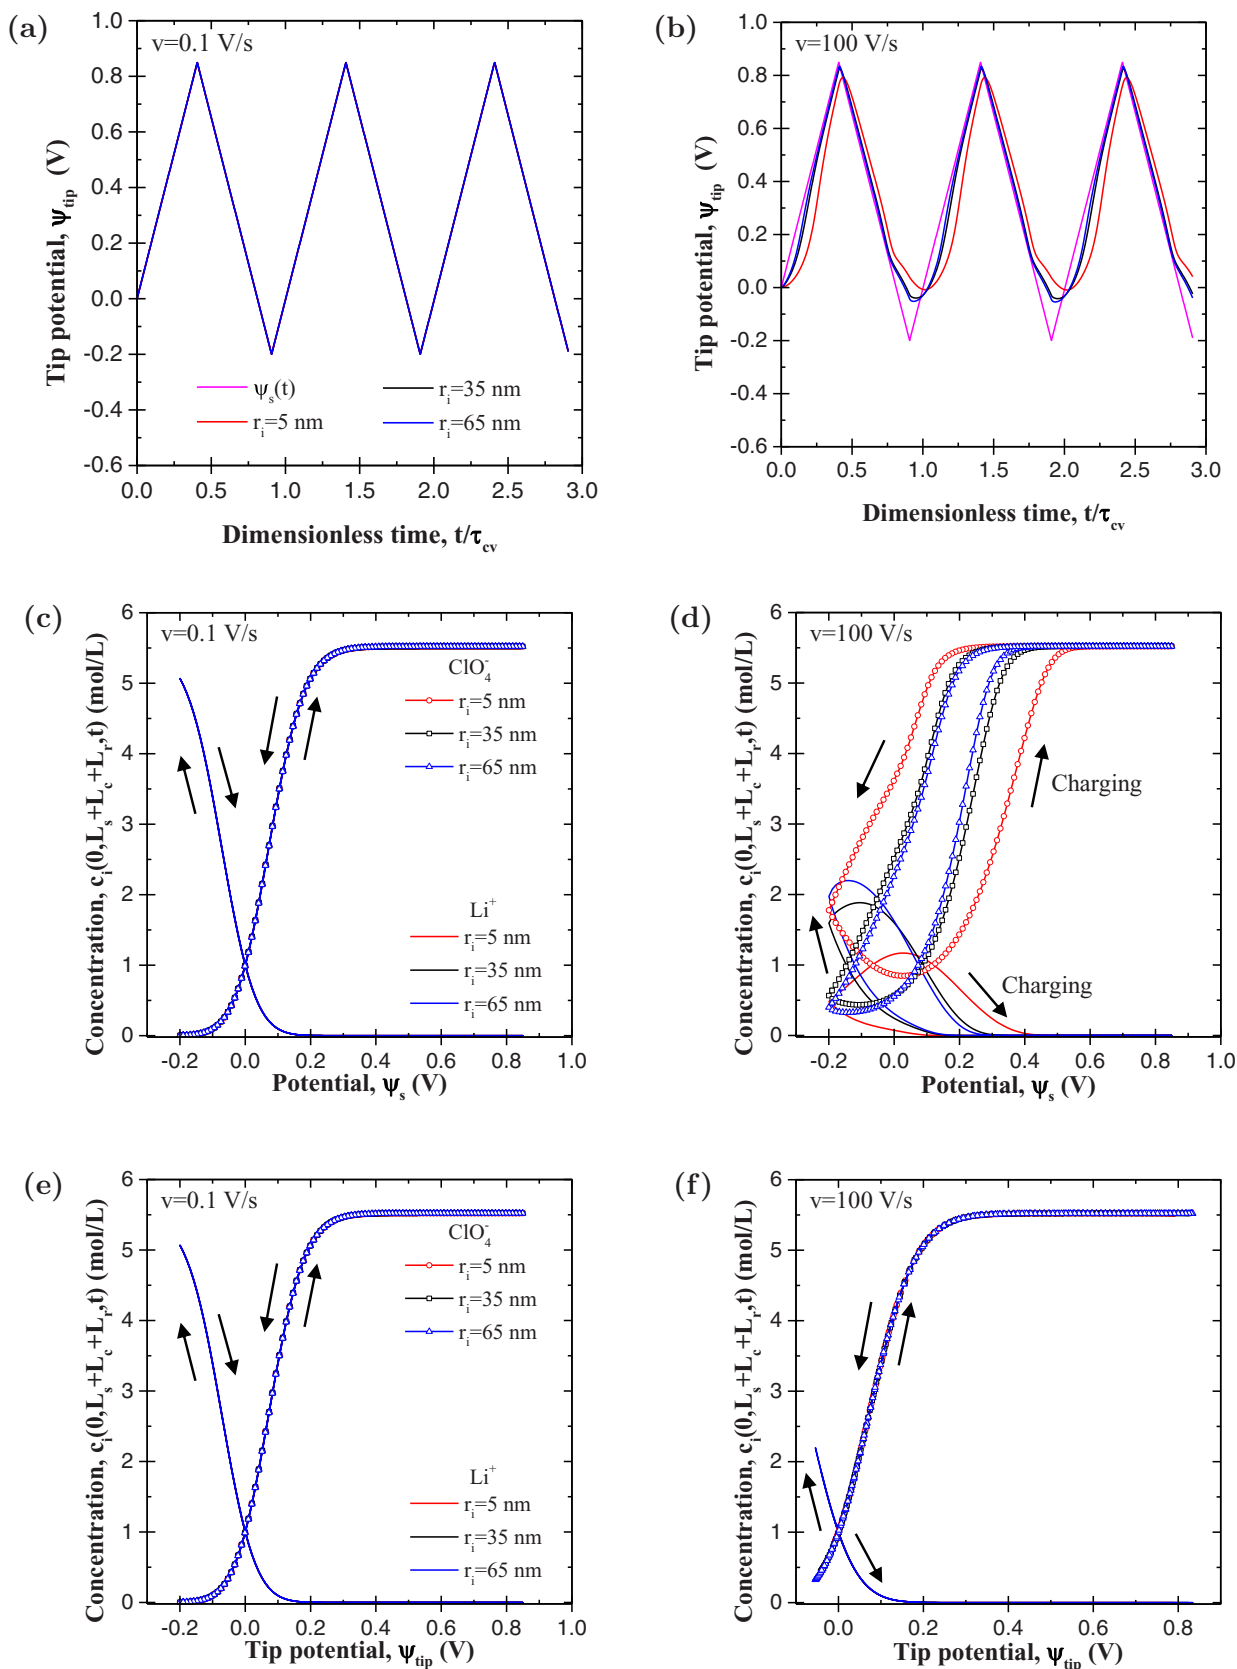 (a)
v=0.1 V/s
1.0
0.8
0.6
0.4
0.2
0.0
-0.2
-0.4
-0.6
Tip potential, Ψtip (V)
ψs(t)
ri=5 nm
ri=35 nm
ri=65 nm
0.0 0.5 1.0 1.5 2.0 2.5 3.0
Dimensionless time, t/τcv
(b)
v=100 V/s
1.0
0.8
0.6
0.4
0.2
0.0
-0.2
-0.4
-0.6
Tip potential, Ψtip (V)
0.0 0.5 1.0 1.5 2.0 2.5 3.0
Dimensionless time, t/τcv
(c)
v=0.1 V/s
6
5
4
3
2
1
0
Concentration, ci(0,Ls+Lc+Lr,t) (mol/L)
ClO4-
ri=5 nm
ri=35 nm
ri=65 nm
Li+
ri=5 nm
ri=35 nm
ri=65 nm
-0.2 0.0 0.2 0.4 0.6 0.8 1.0
Potential, Ψs (V)
(d)
v=100 V/s
6
5
4
3
2
1
0
Concentration, ci(0,Ls+Lc+Lr,t) (mol/L)
Charging
Charging
-0.2 0.0 0.2 0.4 0.6 0.8 1.0
Potential, Ψs (V)
(e)
v=0.1 V/s
6
5
4
3
2
1
0
Concentration, ci(0,Ls+Lc+Lr,t) (mol/L)
ClO4-
ri=5 nm
ri=35 nm
ri=65 nm
Li+
ri=5 nm
ri=35 nm
ri=65 nm
-0.2 0.0 0.2 0.4 0.6 0.8 1.0
Tip potential, Ψtip (V)
(f)
v=100 V/s
6
5
4
3
2
1
0
Concentration, ci(0,Ls+Lc+Lr,t) (mol/L)
0.0 0.2 0.4 0.6 0.8
Tip potential, Ψtip (V)